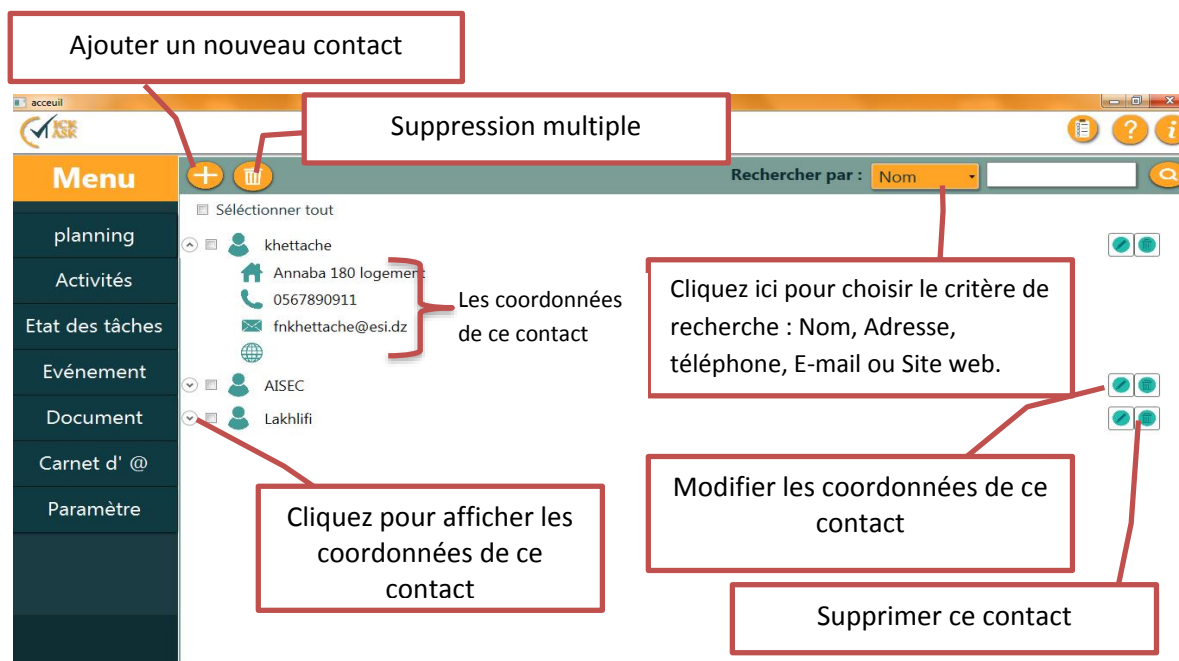 Ajouter un nouveau contact
acceuil
ICK
ASK
Suppression multiple
Menu
Rechercher par :
Nom
Séléctionner tout
planning
khettache
Activités
Annaba 180 logement
0567890911
fnkhettache@esi.dz
Les coordonnées
de ce contact
Cliquez ici pour choisir le critère de
recherche : Nom, Adresse,
téléphone, E-mail ou Site web.
Etat des tâches
Evénement
AISEC
Document
Lakhlifi
Carnet d' @
Paramètre
Cliquez pour afficher les
coordonnées de ce
contact
Modifier les coordonnées de ce
contact
Supprimer ce contact